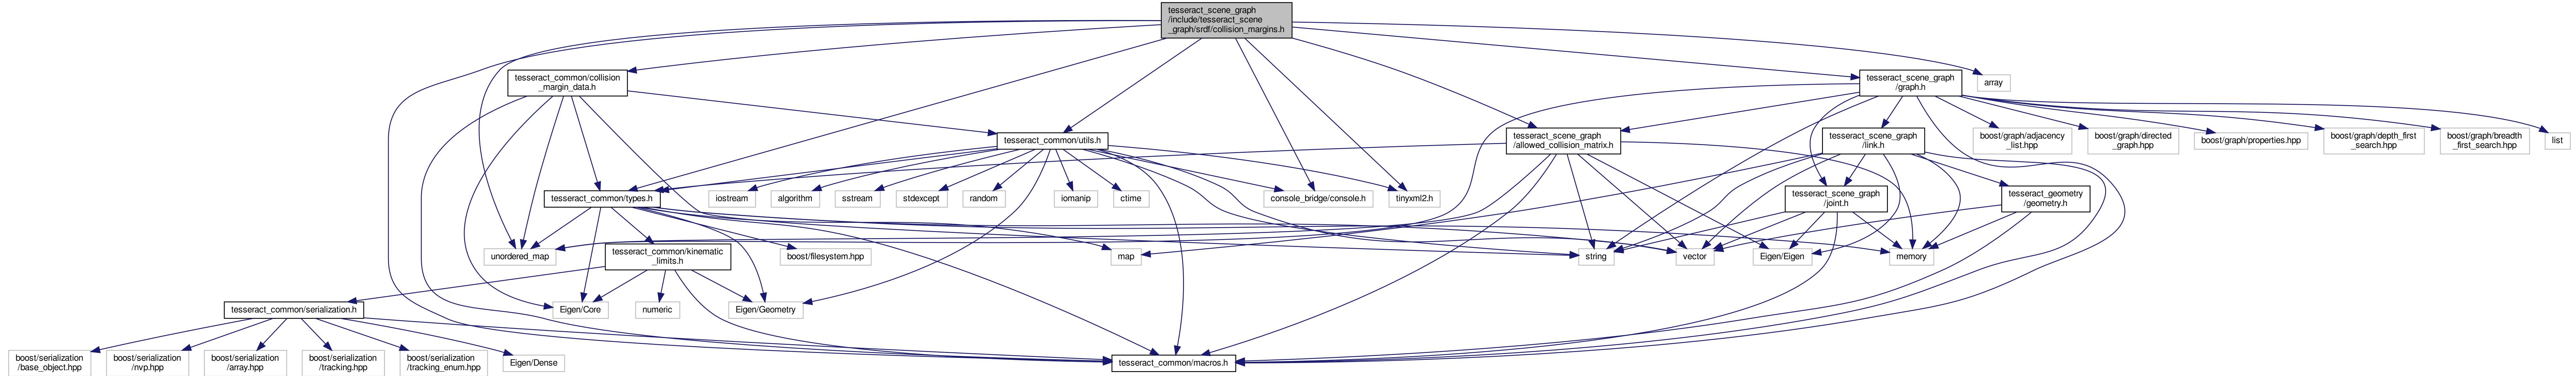 tesseract_scene_graph
/include/tesseract_scene
_graph/srdf/collision_margins.h
tesseract_common/collision
_margin_data.h
tesseract_scene_graph
/graph.h
array
tesseract_common/utils.h
tesseract_scene_graph
/allowed_collision_matrix.h
tesseract_scene_graph
/link.h
boost/graph/adjacency
_list.hpp
boost/graph/directed
_graph.hpp
boost/graph/properties.hpp
boost/graph/depth_first
_search.hpp
boost/graph/breadth
_first_search.hpp
list
tesseract_common/types.h
iostream
algorithm
sstream
stdexcept
random
iomanip
ctime
console_bridge/console.h
tinyxml2.h
tesseract_scene_graph
/joint.h
tesseract_geometry
/geometry.h
unordered_map
tesseract_common/kinematic
_limits.h
boost/filesystem.hpp
map
string
vector
Eigen/Eigen
memory
tesseract_common/serialization.h
Eigen/Core
numeric
Eigen/Geometry
boost/serialization
/base_object.hpp
boost/serialization
/nvp.hpp
boost/serialization
/array.hpp
boost/serialization
/tracking.hpp
boost/serialization
/tracking_enum.hpp
Eigen/Dense
tesseract_common/macros.h